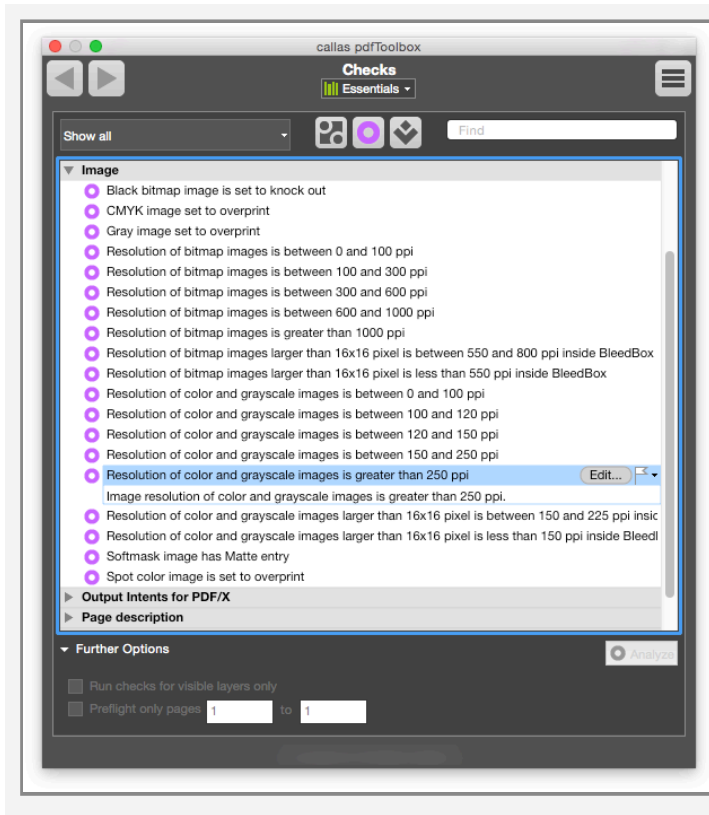 callas pdfToolbox
Checks
Essentials
Show all
Find
Image
Black bitmap image is set to knock out
CMYK image set to overprint
Gray image set to overprint
Resolution of bitmap images is between 0 and 100 ppi
Resolution of bitmap images is between 100 and 300 ppi
Resolution of bitmap images is between 300 and 600 ppi
Resolution of bitmap images is between 600 and 1000 ppi
Resolution of bitmap images is greater than 1000 ppi
Resolution of bitmap images larger than 16x16 pixel is between 550 and 800 ppi inside BleedBox
Resolution of bitmap images larger than 16x16 pixel is less than 550 ppi inside BleedBox
Resolution of color and grayscale images is between 0 and 100 ppi
Resolution of color and grayscale images is between 100 and 120 ppi
Resolution of color and grayscale images is between 120 and 150 ppi
Resolution of color and grayscale images is between 150 and 250 ppi
Resolution of color and grayscale images is greater than 250 ppi Edit...
Image resolution of color and grayscale images is greater than 250 ppi.
Resolution of color and grayscale images larger than 16x16 pixel is between 150 and 225 ppi insic
Resolution of color and grayscale images larger than 16x16 pixel is less than 150 ppi inside Bleedl
Softmask image has Matte entry
Spot color image is set to overprint
Output Intents for PDF/X
Page description
Further Options
Analyze
Run checks for visible layers only
Preflight only pages 1 to 1